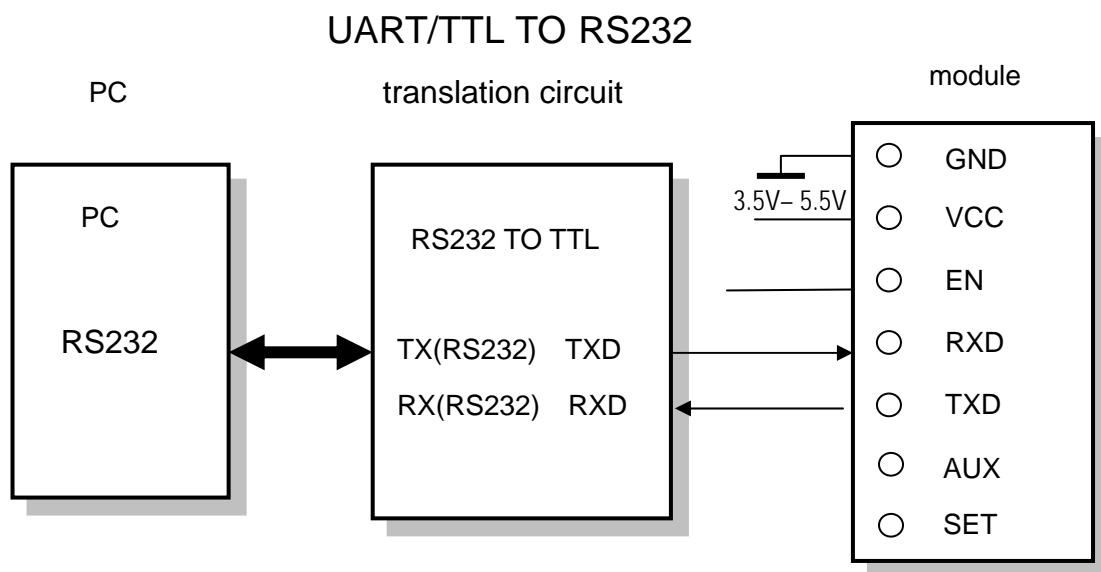 UART/TTL TO RS232
PC
translation circuit
module
PC
RS232
RS232 TO TTL
TX(RS232) TXD
RX(RS232) RXD
3.5V– 5.5V
GND
VCC
EN
RXD
TXD
AUX
SET